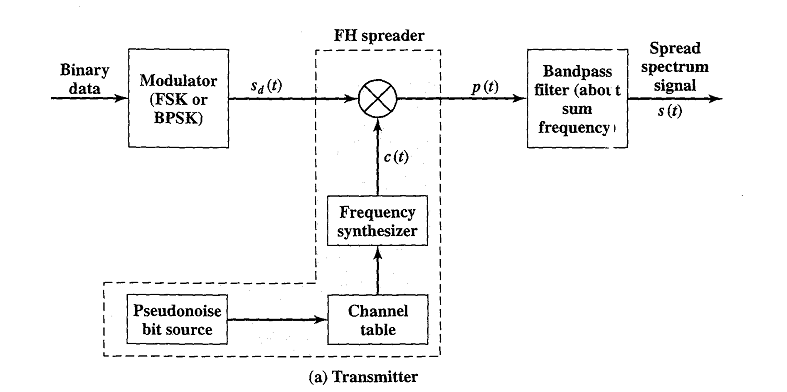 FH spreader
Binary
data
Modulator
(FSK or
BPSK)
s_d(t)
p(t)
Bandpass
filter (about
sum
frequency)
Spread
spectrum
signal
s(t)
c(t)
Frequency
synthesizer
Pseudonoise
bit source
Channel
table
(a) Transmitter